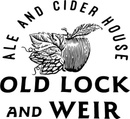 ALE AND CIDER HOUSE
OLD LOCK
AND WEIR